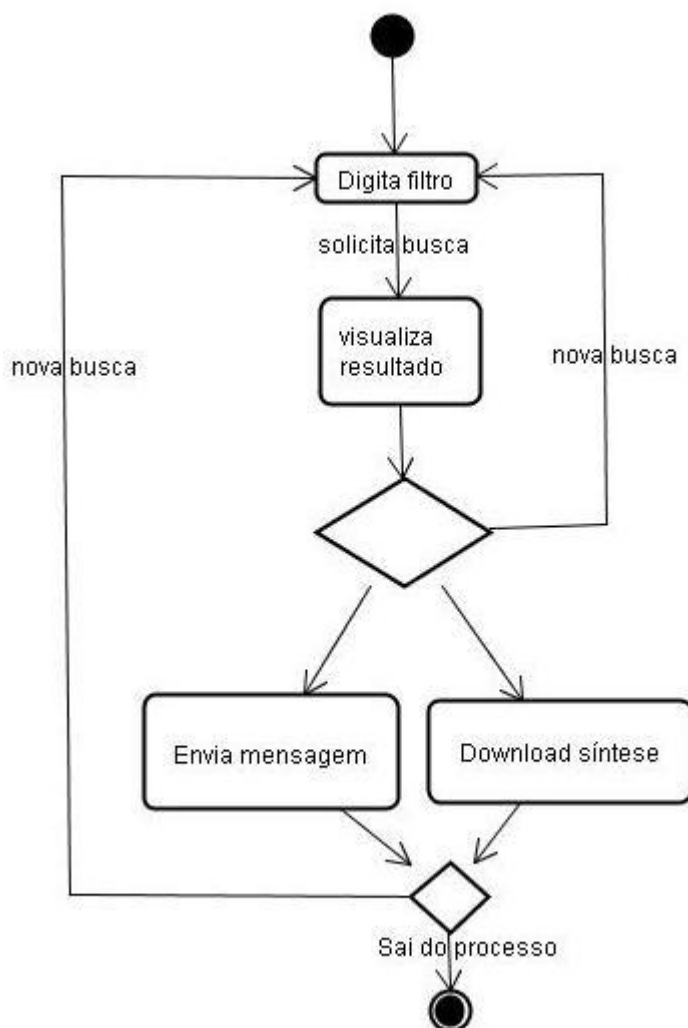 Digita filtro
solicita busca
visualiza
resultado
nova busca
nova busca
Envia mensagem
Download síntese
Sai do processo